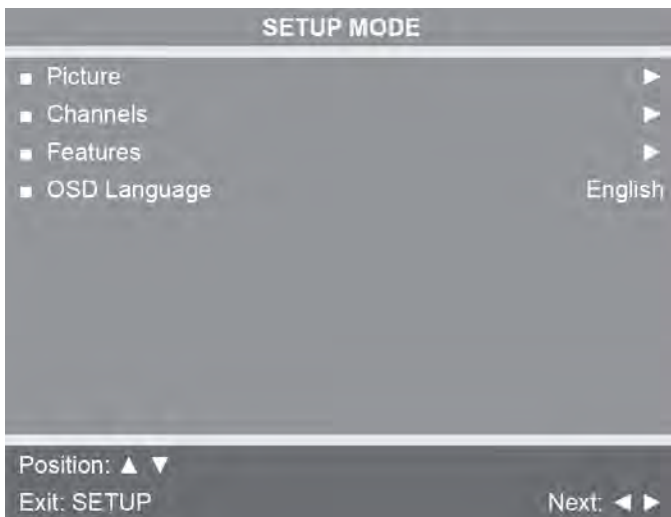 SETUP MODE
■ Picture ▶
■ Channels ▶
■ Features ▶
■ OSD Language English
Position: ▲ ▼
Exit: SETUP Next: ◀ ▶